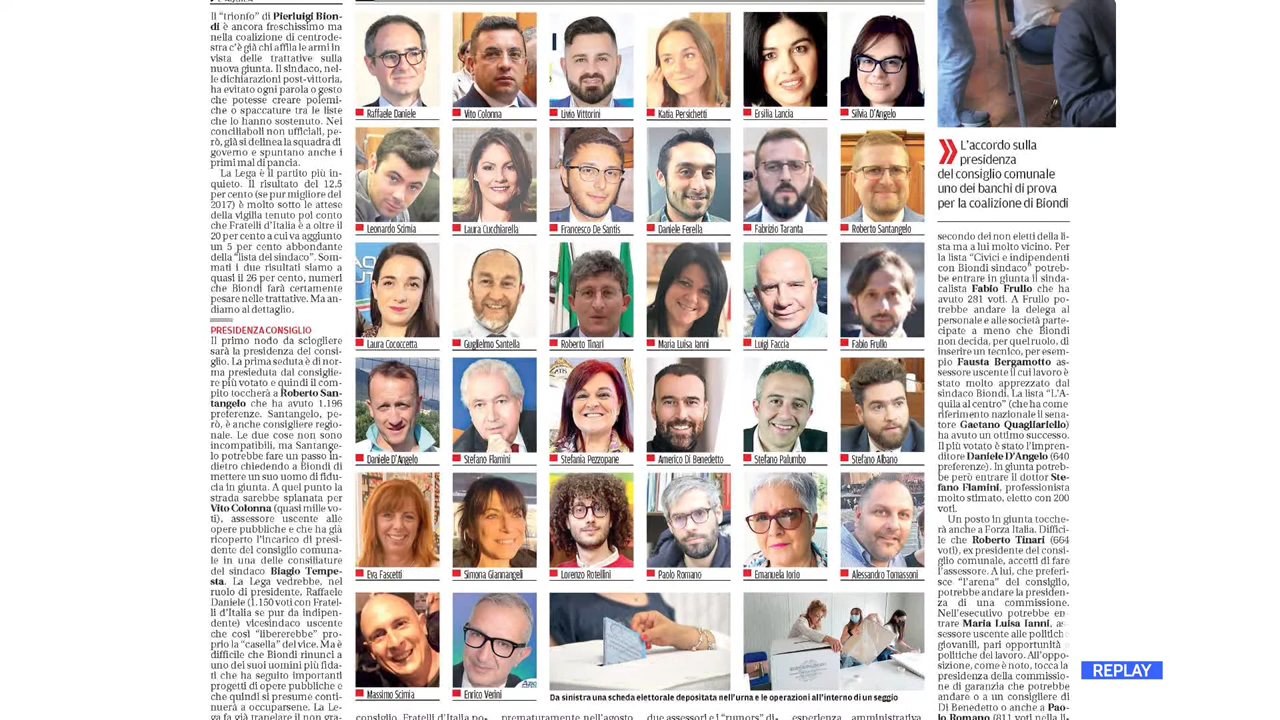 Il “trionfo” di Pierluigi Bion-
di è ancora freschissimo ma
nella coalizione di centrode-
stra c’è già chi affila le armi in
vista delle trattative sulla
nuova giunta. Il sindaco, nel-
le dichiarazioni post-vittoria,
ha evitato ogni parola o gesto
che potesse creare polemi-
che o spaccature tra le liste
che lo hanno sostenuto. Nei
conciliaboli non ufficiali, pe-
rò, già si delinea la squadra di
governo e spuntano anche i
primi mal di pancia.
La Lega è il partito più in-
quieto. Il risultato del 12,5
per cento (se pur migliore del
2017) è molto sotto le attese
della vigilia tenuto pol conto
che Fratelli d’Italia è a oltre il
20 per cento a cui va aggiunto
un 5 per cento abbondante
della “lista del sindaco”. Som-
mati i due risultati siamo a
quasi il 26 per cento, numeri
che Biondi farà certamente
pesare nelle trattative. Ma an-
diamo al dettaglio.
PRESIDENZA CONSIGLIO
Il primo nodo da sciogliere
sarà la presidenza del consi-
glio. La prima seduta è di nor-
ma presieduta dal consiglie-
re più votato e quindi il com-
pito toccherà a Roberto San-
tangelo che ha avuto 1.196
preferenze. Santangelo, pe-
rò, è anche consigliere regio-
nale. Le due cose non sono
incompatibili, ma Santange-
lo potrebbe fare un passo in-
dietro chiedendo a Biondi di
mettere un suo uomo di fidu-
cia in giunta. A quel punto la
strada sarebbe spianata per
Vito Colonna (quasi mille vo-
ti), assessore uscente alle
opere pubbliche e che ha già
ricoperto l’incarico di presi-
dente del consiglio comuna-
le in una delle consiliature
del sindaco Biagio Tempe-
sta. La Lega vedrebbe, nel
ruolo di presidente, Raffaele
Daniele (1.150 voti con Fratel-
li d’Italia se pur da indipen-
dente) vicesindaco uscente
che così “libererebbe” pro-
prio la “casella” del vice. Ma è
difficile che Biondi rinunci a
uno dei suoi uomini più fida-
ti che ha seguito importanti
progetti di opere pubbliche e
che quindi si presume conti-
nuerà a occuparsene. La Le-
ga fa già trapelare il non gra-
Raffaele Daniele
Vito Colonna
Livio Vittorini
Katia Persichetti
Ersilia Lancia
Silvia D'Angelo
Leonardo Scimia
Laura Cucchiarella
Francesco De Santis
Daniele Ferella
Fabrizio Taranta
Roberto Santangelo
Laura Cococcetta
Guglielmo Santella
Roberto Tinari
Maria Luisa Ianni
Luigi Faccia
Fabio Frullo
Daniele D'Angelo
Stefano Flamini
Stefania Pezzopane
Americo Di Benedetto
Stefano Palumbo
Stefano Albano
Eva Fascetti
Simona Giannangeli
Lorenzo Rotellini
Paolo Romano
Emanuela Iorio
Alessandro Tomassoni
Massimo Scimia
Enrico Verini
Da sinistra una scheda elettorale depositata nell'urna e le operazioni all'interno di un seggio
consiglio. Fratelli d’Italia po-
prematuramente nell’agosto
due assessori e i “rumors” di-
esperienza amministrativa
L’accordo sulla
presidenza
del consiglio comunale
uno dei banchi di prova
per la coalizione di Biondi
secondo dei non eletti della li-
sta ma a lui molto vicino. Per
la lista “Civici e indipendenti
con Biondi sindaco” potreb-
be entrare in giunta il sinda-
calista Fabio Frullo che ha
avuto 281 voti. A Frullo po-
trebbe andare la delega al
personale e alle società parte-
cipate a meno che Biondi
non decida, per quel ruolo, di
inserire un tecnico, per esem-
pio Fausta Bergamotto as-
sessore uscente il cui lavoro è
stato molto apprezzato dal
sindaco Biondi. La lista “L’A-
quila al centro” (che ha come
riferimento nazionale il sena-
tore Gaetano Quagliariello)
ha avuto un ottimo successo.
Il più votato è stato l’impren-
ditore Daniele D’Angelo (640
preferenze). In giunta potreb-
be però entrare il dottor Ste-
fano Flamini, professionista
molto stimato, eletto con 200
voti.
Un posto in giunta tocche-
rà anche a Forza Italia. Diffici-
le che Roberto Tinari (664
voti), ex presidente del consi-
glio comunale, accetti di fare
l’assessore. A lui, che preferi-
sce “l’arena” del consiglio,
potrebbe andare la presiden-
za di una commissione.
Nell’esecutivo potrebbe en-
trare Maria Luisa Ianni, as-
sessore uscente alle politiche
giovanili, pari opportunità e
politiche del lavoro. All’oppo-
sizione, come è noto, tocca la
presidenza della commissio-
ne di garanzia che potrebbe
andare o a un consigliere di
Di Benedetto o anche a Pao-
lo Romano (811 voti nella li-
REPLAY